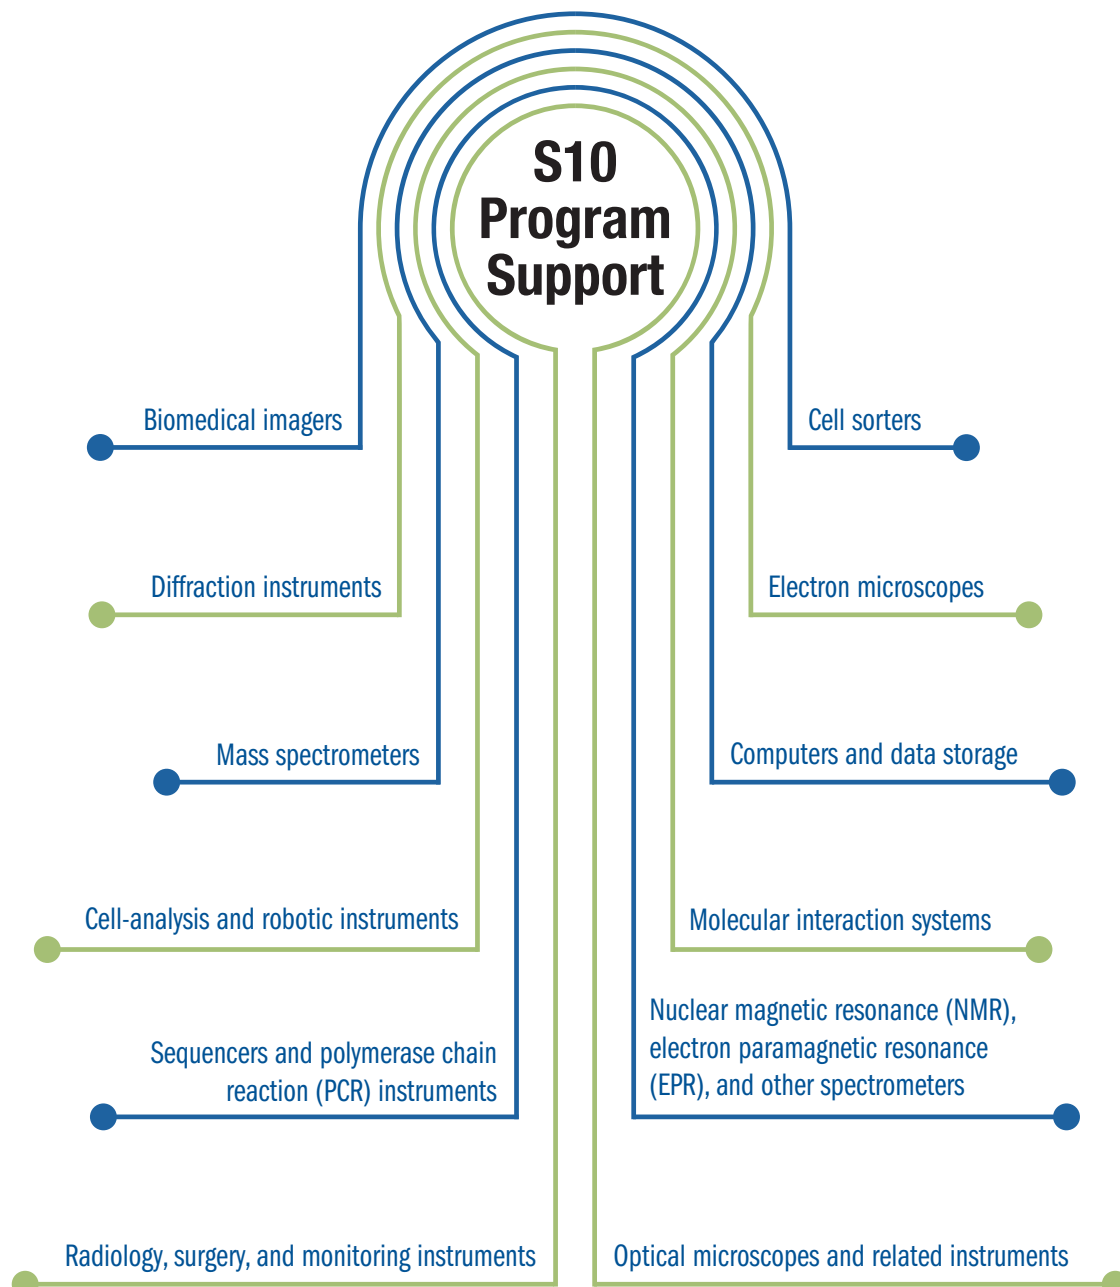 S10
Program
Support
Biomedical imagers
Cell sorters
Diffraction instruments
Electron microscopes
Mass spectrometers
Computers and data storage
Cell-analysis and robotic instruments
Molecular interaction systems
Sequencers and polymerase chain
reaction (PCR) instruments
Nuclear magnetic resonance (NMR),
electron paramagnetic resonance
(EPR), and other spectrometers
Radiology, surgery, and monitoring instruments
Optical microscopes and related instruments